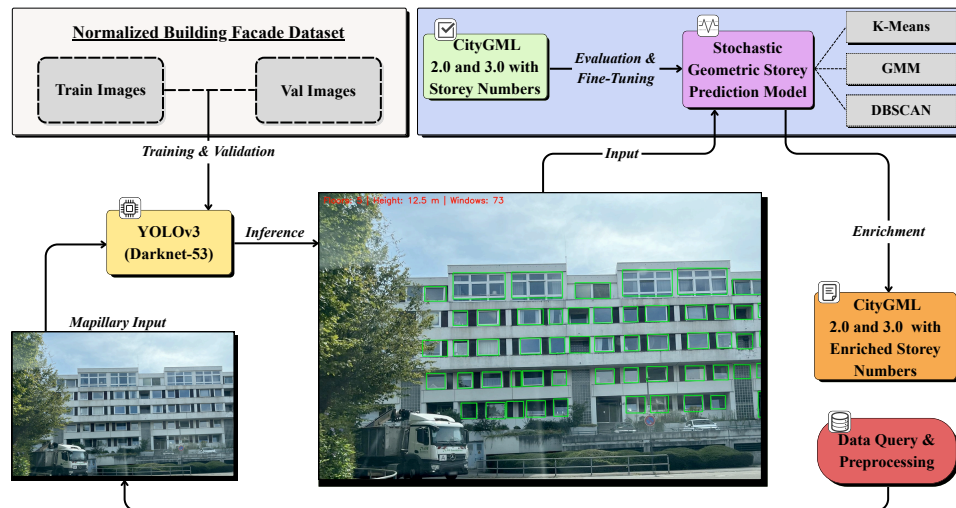 Normalized Building Facade Dataset
Train Images
Val Images
Training & Validation
CityGML
2.0 and 3.0 with
Storey Numbers
Evaluation &
Fine-Tuning
Stochastic
Geometric Storey
Prediction Model
K-Means
GMM
DBSCAN
Input
YOLOv3
(Darknet-53)
Inference
Height: 12.5 m | Windows: 73
Enrichment
CityGML
2.0 and 3.0 with
Enriched Storey
Numbers
Mapillary Input
Data Query &
Preprocessing